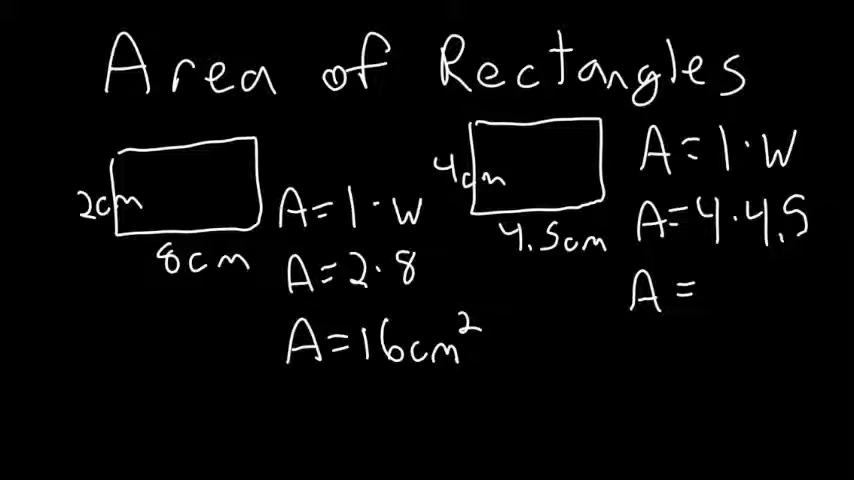 Area of Rectangles
2cm
8cm
A=l·w
A=2·8
A=16cm²
4cm
4.5cm
A=l·w
A=4·4.5
A=